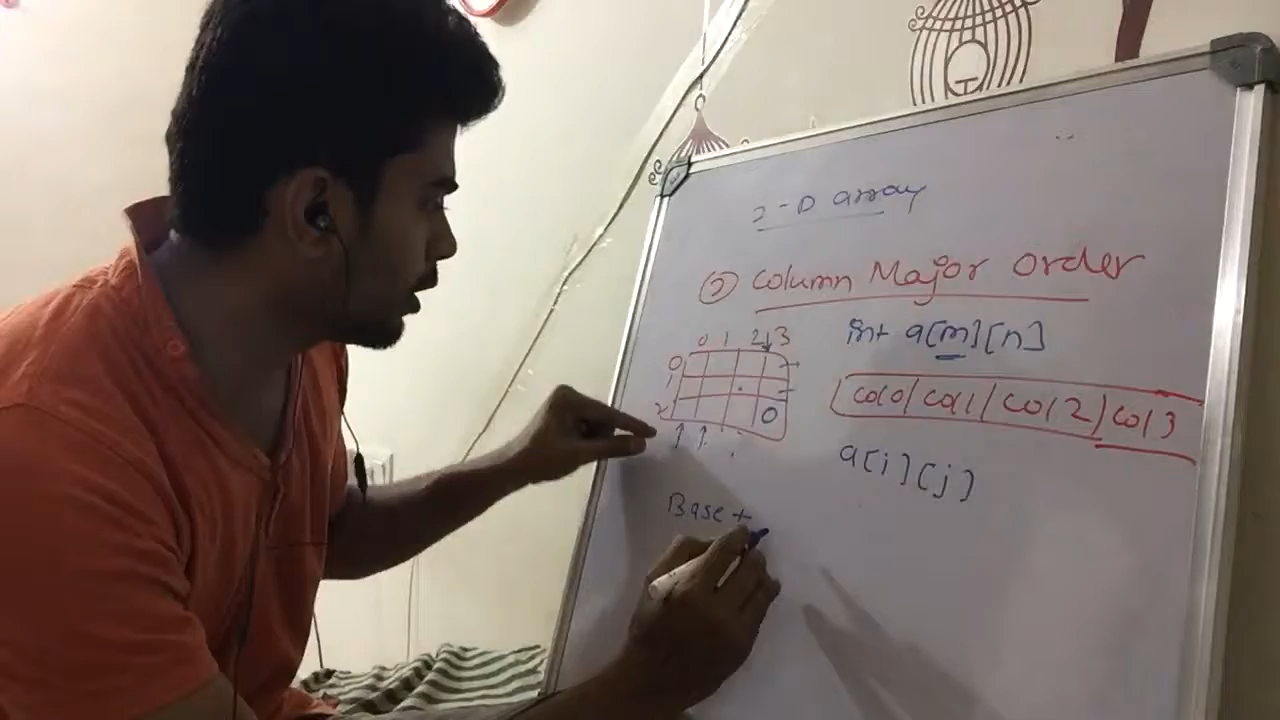 2-D array
② Column Major order
int a[m][n]
0 1 2 3
0
1
2
0
col0 | col1 | col2 | col3
a[i][j]
Base +